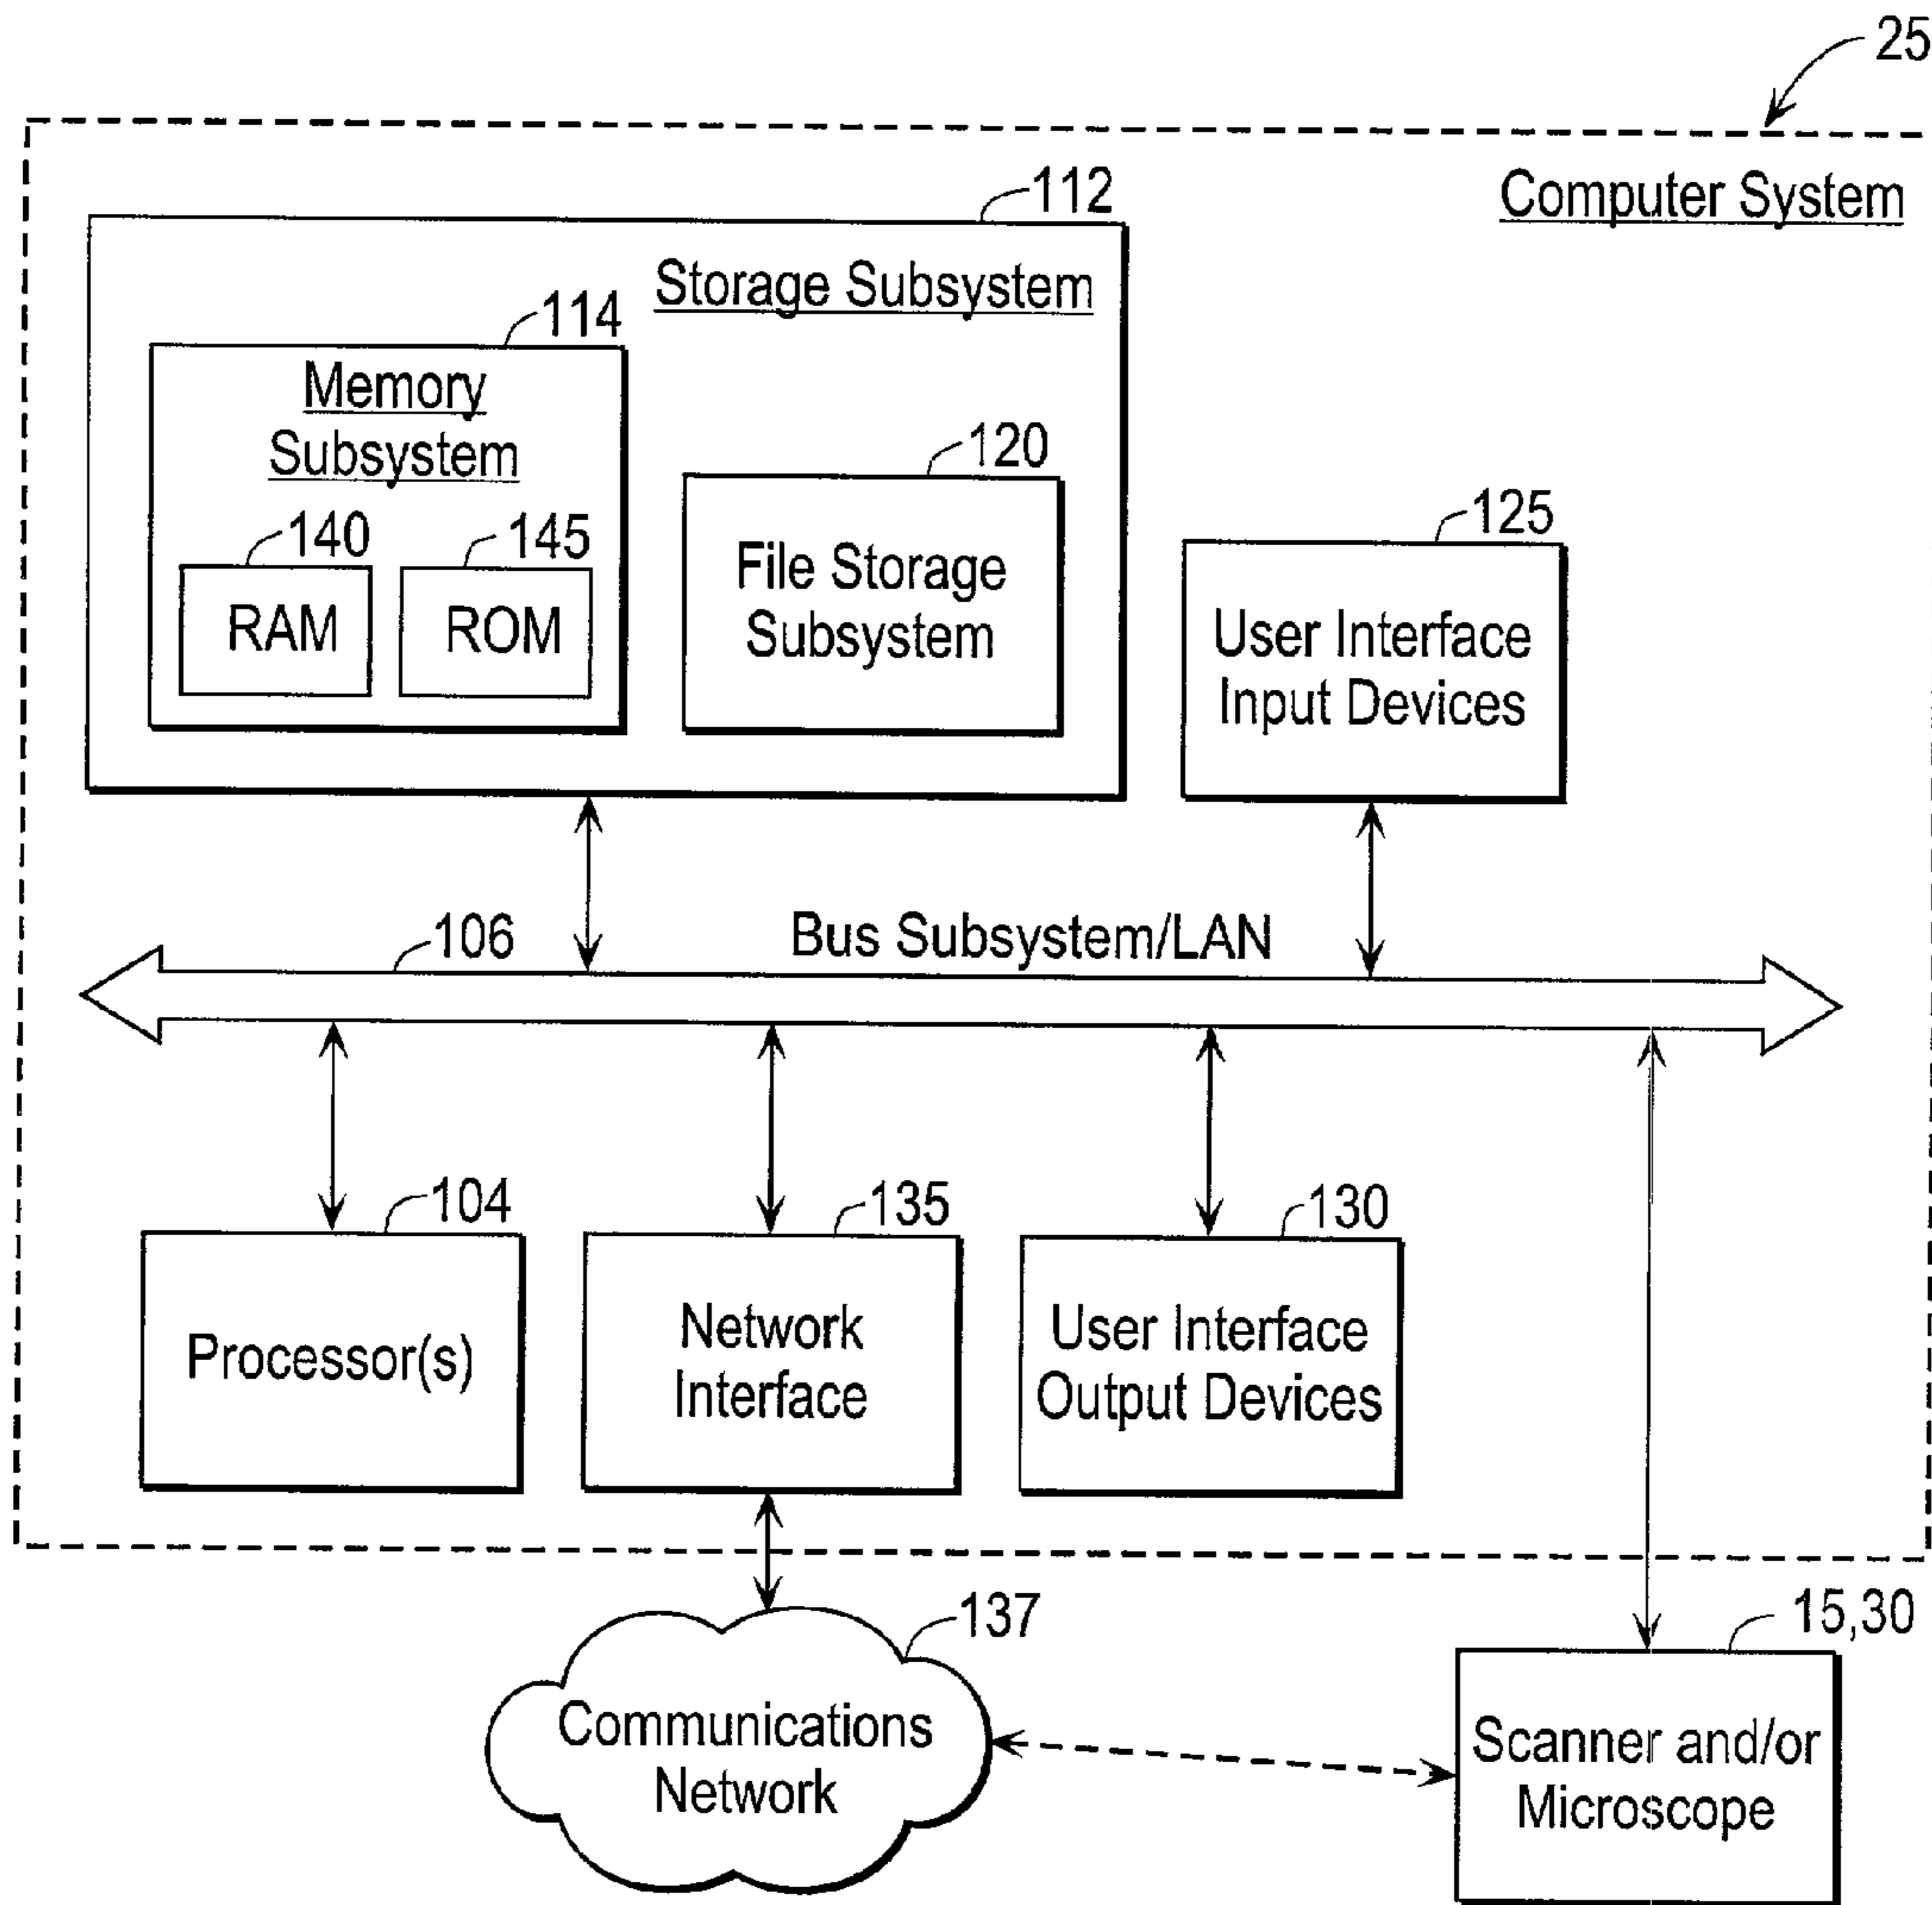 25
Computer System
112
Storage Subsystem
114
Memory
Subsystem
120
140
145
RAM
ROM
File Storage
Subsystem
125
User Interface
Input Devices
106
Bus Subsystem/LAN
104
135
130
Processor(s)
Network
Interface
User Interface
Output Devices
137
15,30
Communications
Network
Scanner and/or
Microscope